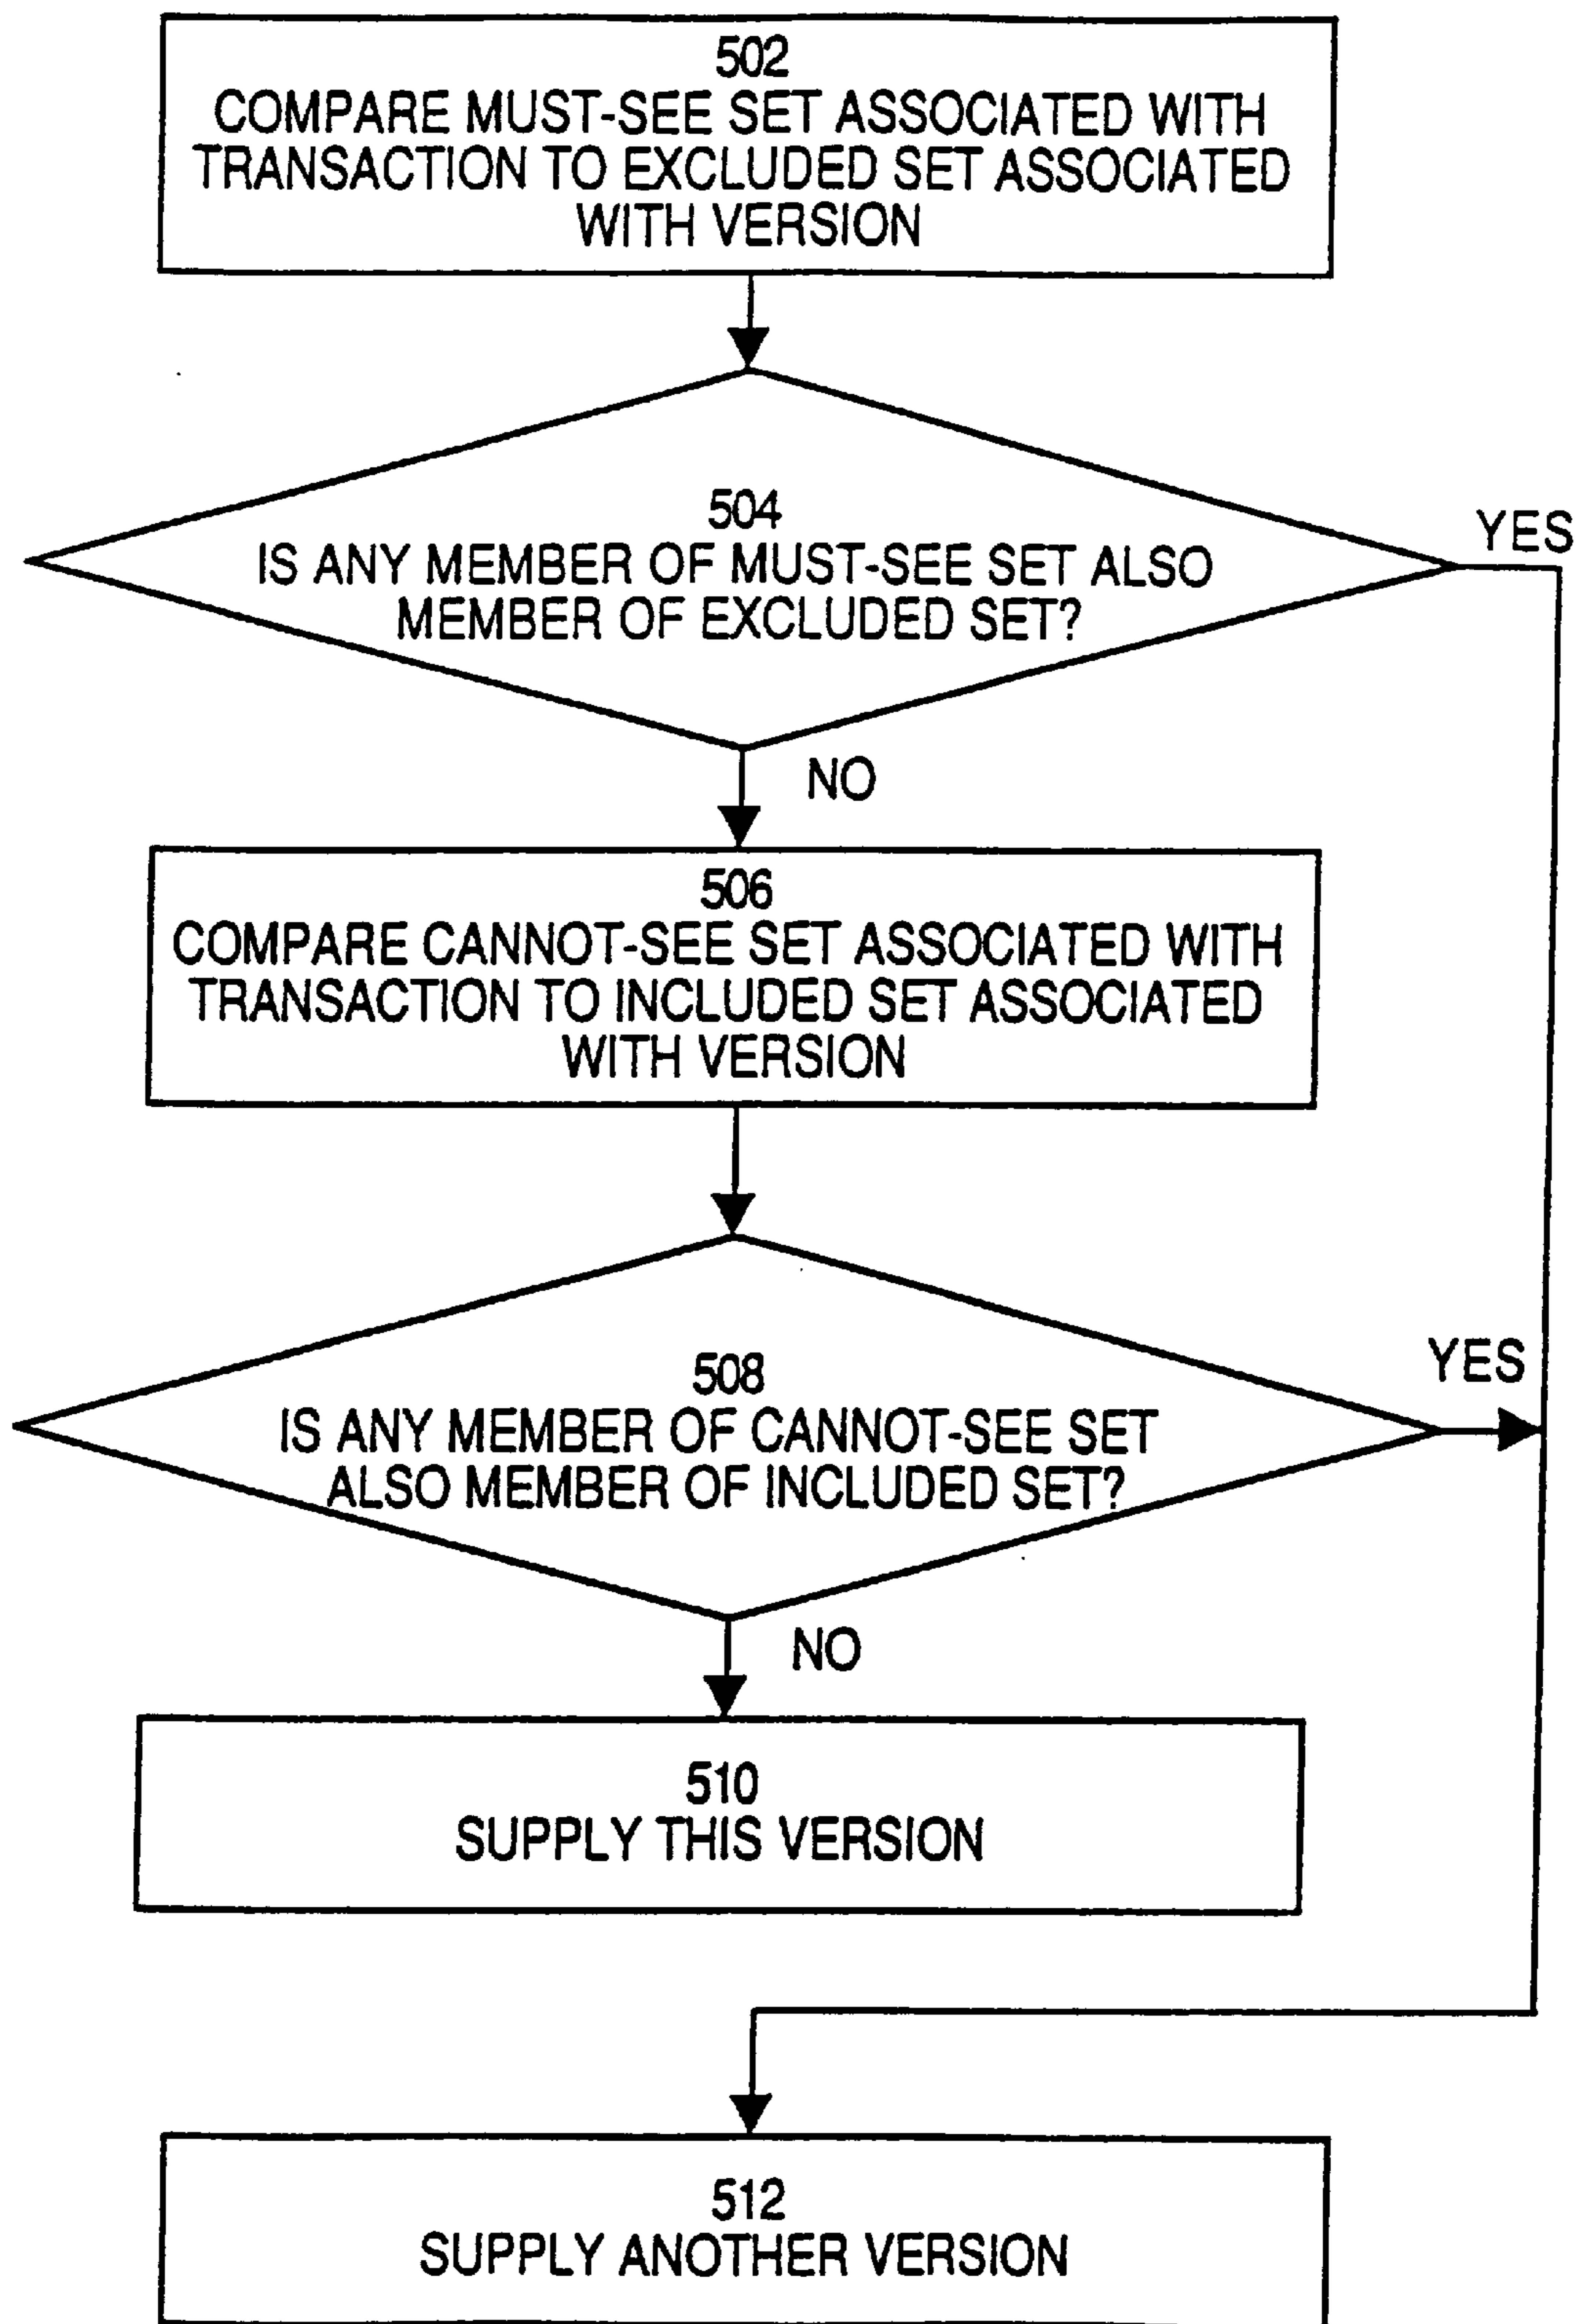 502
COMPARE MUST-SEE SET ASSOCIATED WITH
TRANSACTION TO EXCLUDED SET ASSOCIATED
WITH VERSION
504
IS ANY MEMBER OF MUST-SEE SET ALSO
MEMBER OF EXCLUDED SET?
YES
NO
506
COMPARE CANNOT-SEE SET ASSOCIATED WITH
TRANSACTION TO INCLUDED SET ASSOCIATED
WITH VERSION
508
IS ANY MEMBER OF CANNOT-SEE SET
ALSO MEMBER OF INCLUDED SET?
YES
NO
510
SUPPLY THIS VERSION
512
SUPPLY ANOTHER VERSION